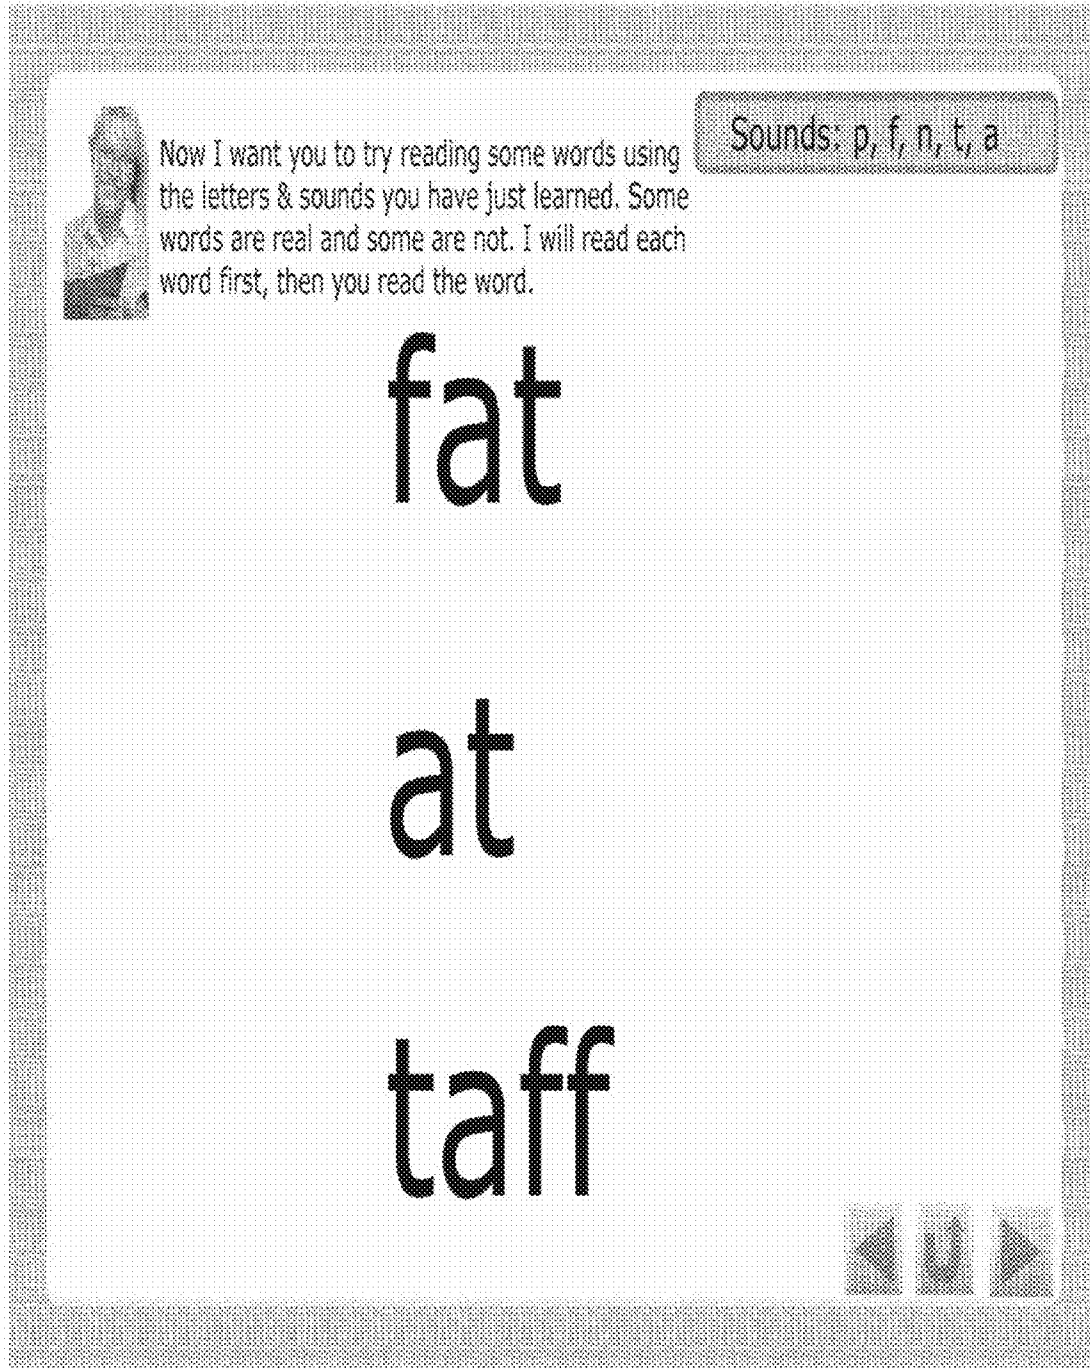 Sounds: p, f, n, t, a
Now I want you to try reading some words using
the letters & sounds you have just learned. Some
words are real and some are not. I will read each
word first, then you read the word.
fat
at
taff